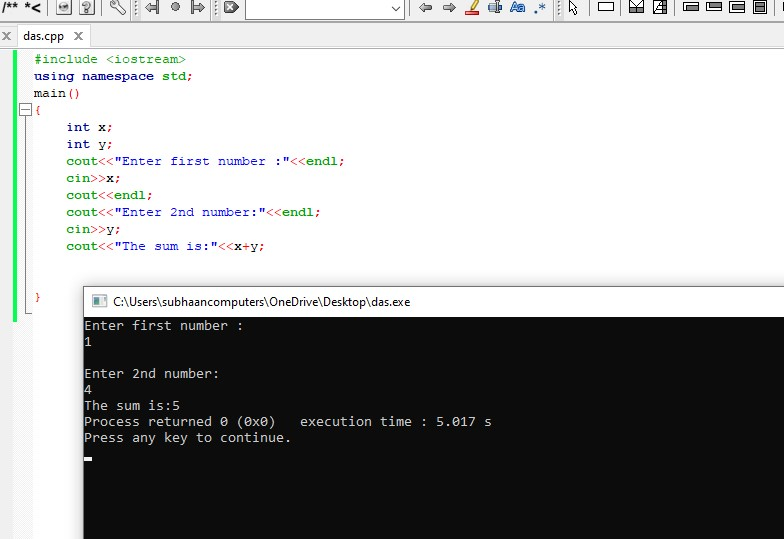 /** *<
Aa .*
das.cpp X
#include <iostream>
using namespace std;
main()
{
int x;
int y;
cout<<"Enter first number :"<<endl;
cin>>x;
cout<<endl;
cout<<"Enter 2nd number:"<<endl;
cin>>y;
cout<<"The sum is:"<<x+y;
}
C:\Users\subhaancomputers\OneDrive\Desktop\das.exe
Enter first number :
1
Enter 2nd number:
4
The sum is:5
Process returned 0 (0x0)   execution time : 5.017 s
Press any key to continue.